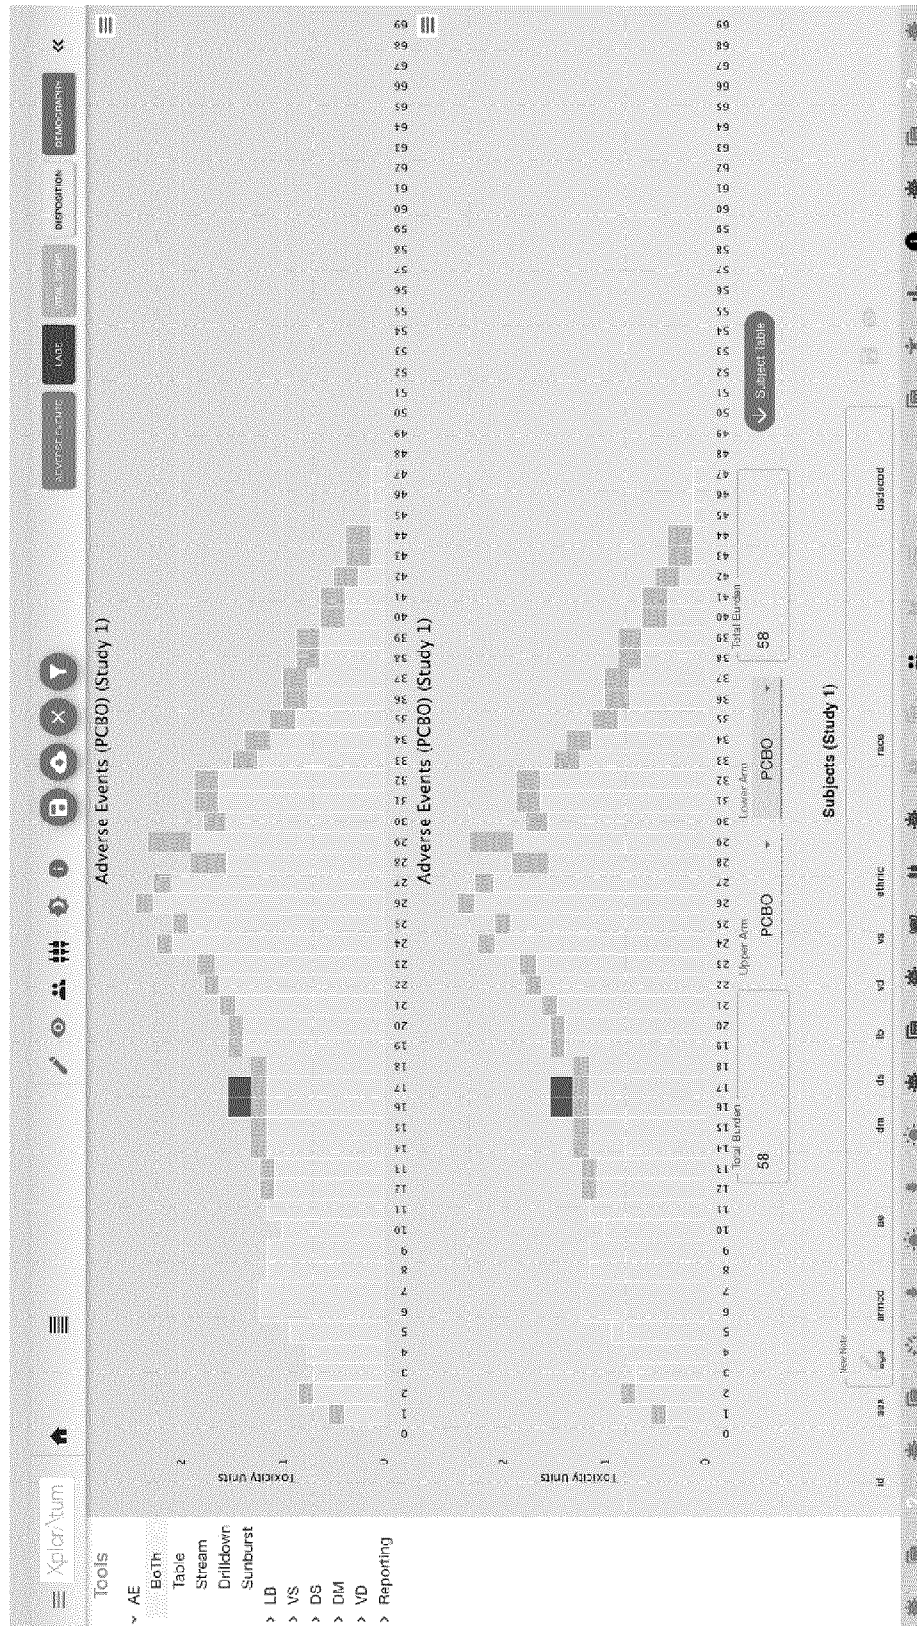 Xplor/\tum
ADVERSE EVENTS
LABS
DISPOSITION
DEMOGRAPHY
Tools
AE
BoTh
Table
Stream
Drilldown
Sunburst
LB
VS
DS
DM
VD
Reporting
Adverse Events (PCBO) (Study 1)
Toxicity Units
2
1
0
0 1 2 3 4 5 6 7 8 9 10 11 12 13 14 15 16 17 18 19 20 21 22 23 24 25 26 27 28 29 30 31 32 33 34 35 36 37 38 39 40 41 42 43 44 45 46 47 48 49 50 51 52 53 54 55 56 57 58 59 60 61 62 63 64 65 66 67 68 69
Adverse Events (PCBO) (Study 1)
Toxicity Units
2
1
0
0 1 2 3 4 5 6 7 8 9 10 11 12 13 14 15 16 17 18 19 20 21 22 23 24 25 26 27 28 29 30 31 32 33 34 35 36 37 38 39 40 41 42 43 44 45 46 47 48 49 50 51 52 53 54 55 56 57 58 59 60 61 62 63 64 65 66 67 68 69
Total Burden
58
Upper Arm
PCBO
Lower Arm
PCBO
Total Burden
58
Subject table
Subjects (Study 1)
New Note
id sex age armcd ae dm ds lb vd vs ethnic race dsdecod